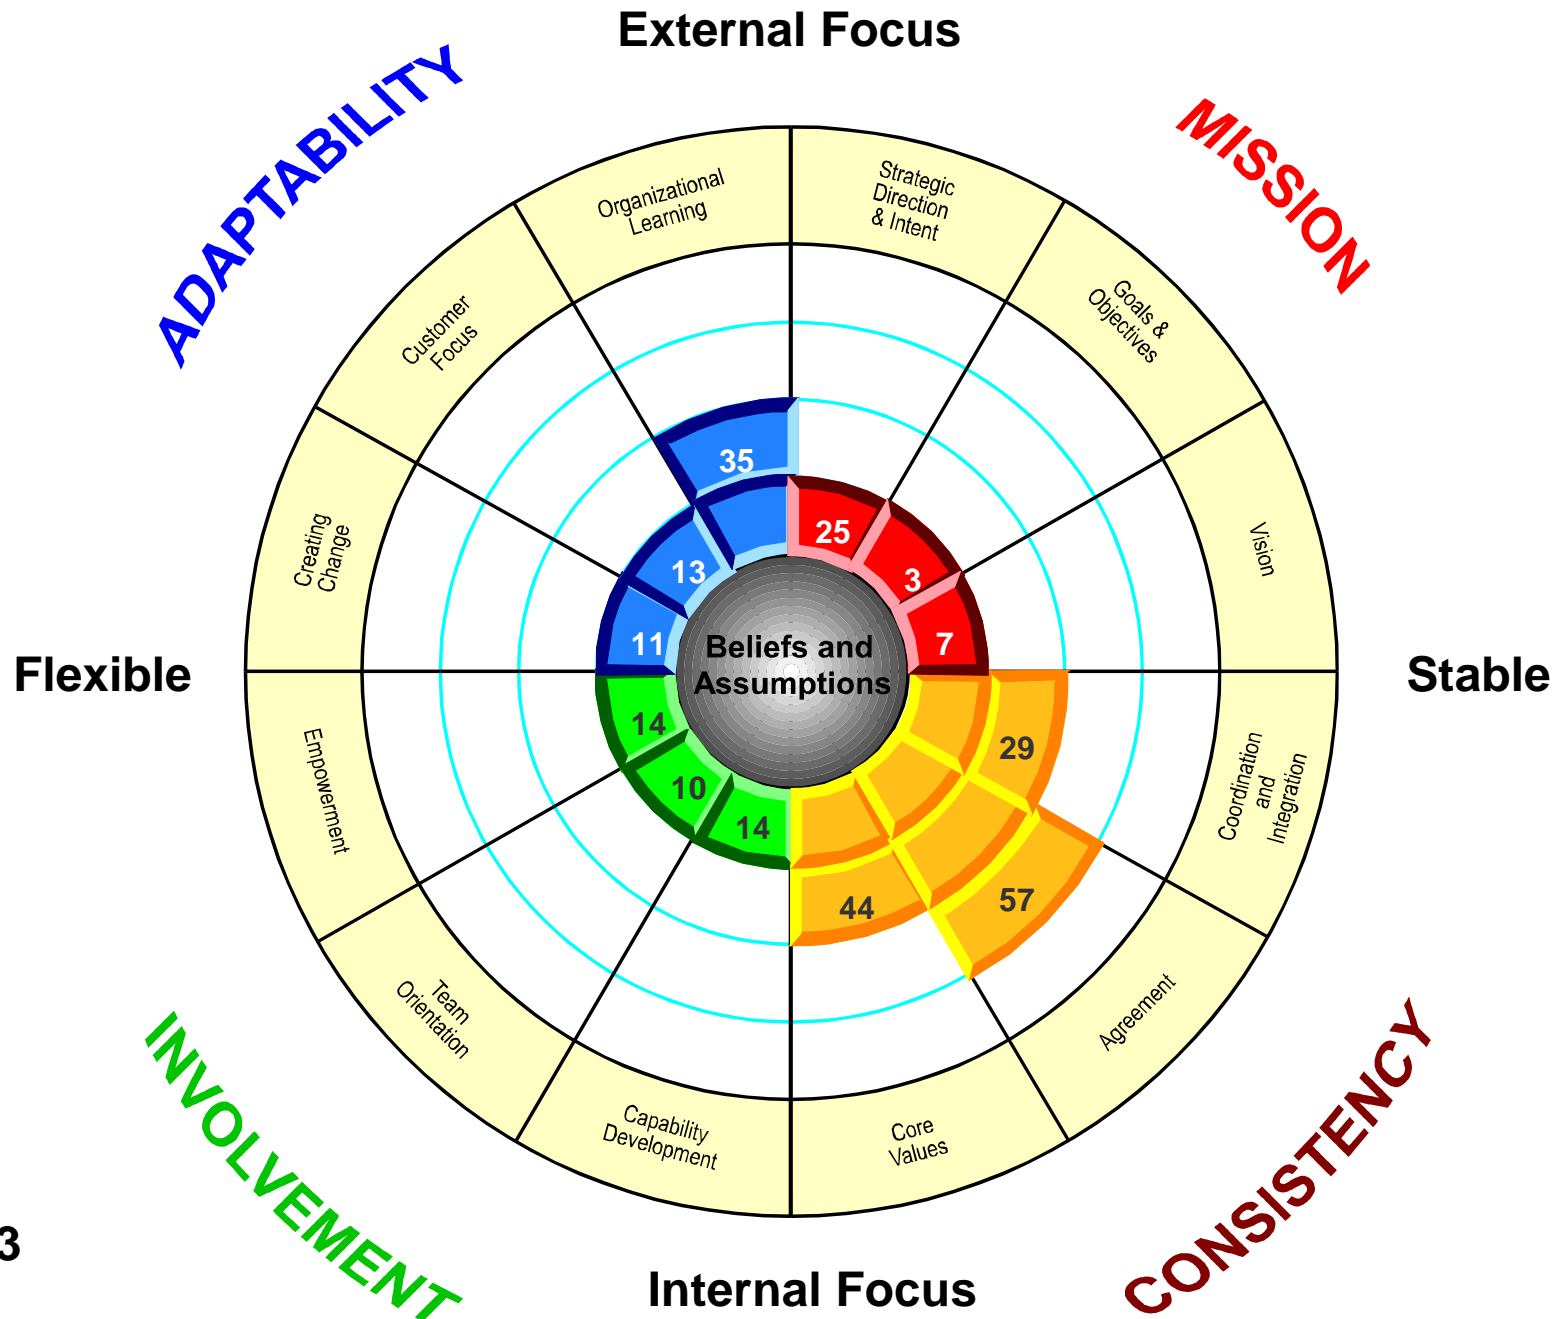 External Focus
ADAPTABILITY
MISSION
Organizational
Learning
Strategic
Direction
& Intent
Customer
Focus
Goals &
Objectives
Creating
Change
Vision
35
25
13
3
11
7
Beliefs and
Assumptions
Flexible
Stable
14
29
10
14
44
57
Empowerment
Coordination
and
Integration
Team
Orientation
Agreement
Capability
Development
Core
Values
INVOLVEMENT
CONSISTENCY
3
Internal Focus